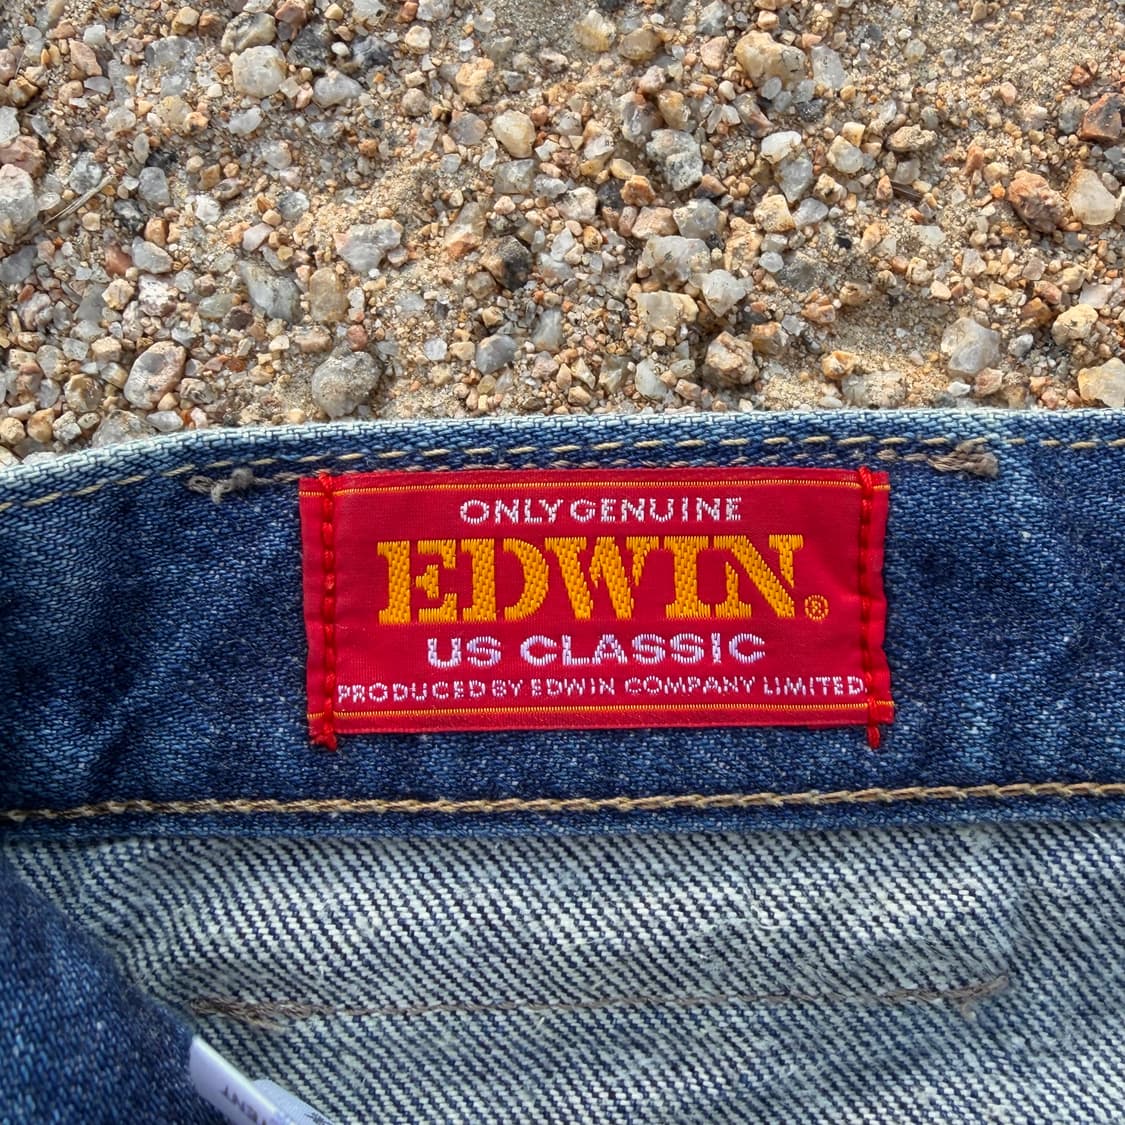 ONLY GENUINE
EDWIN®
US CLASSIC
PRODUCED BY EDWIN COMPANY LIMITED